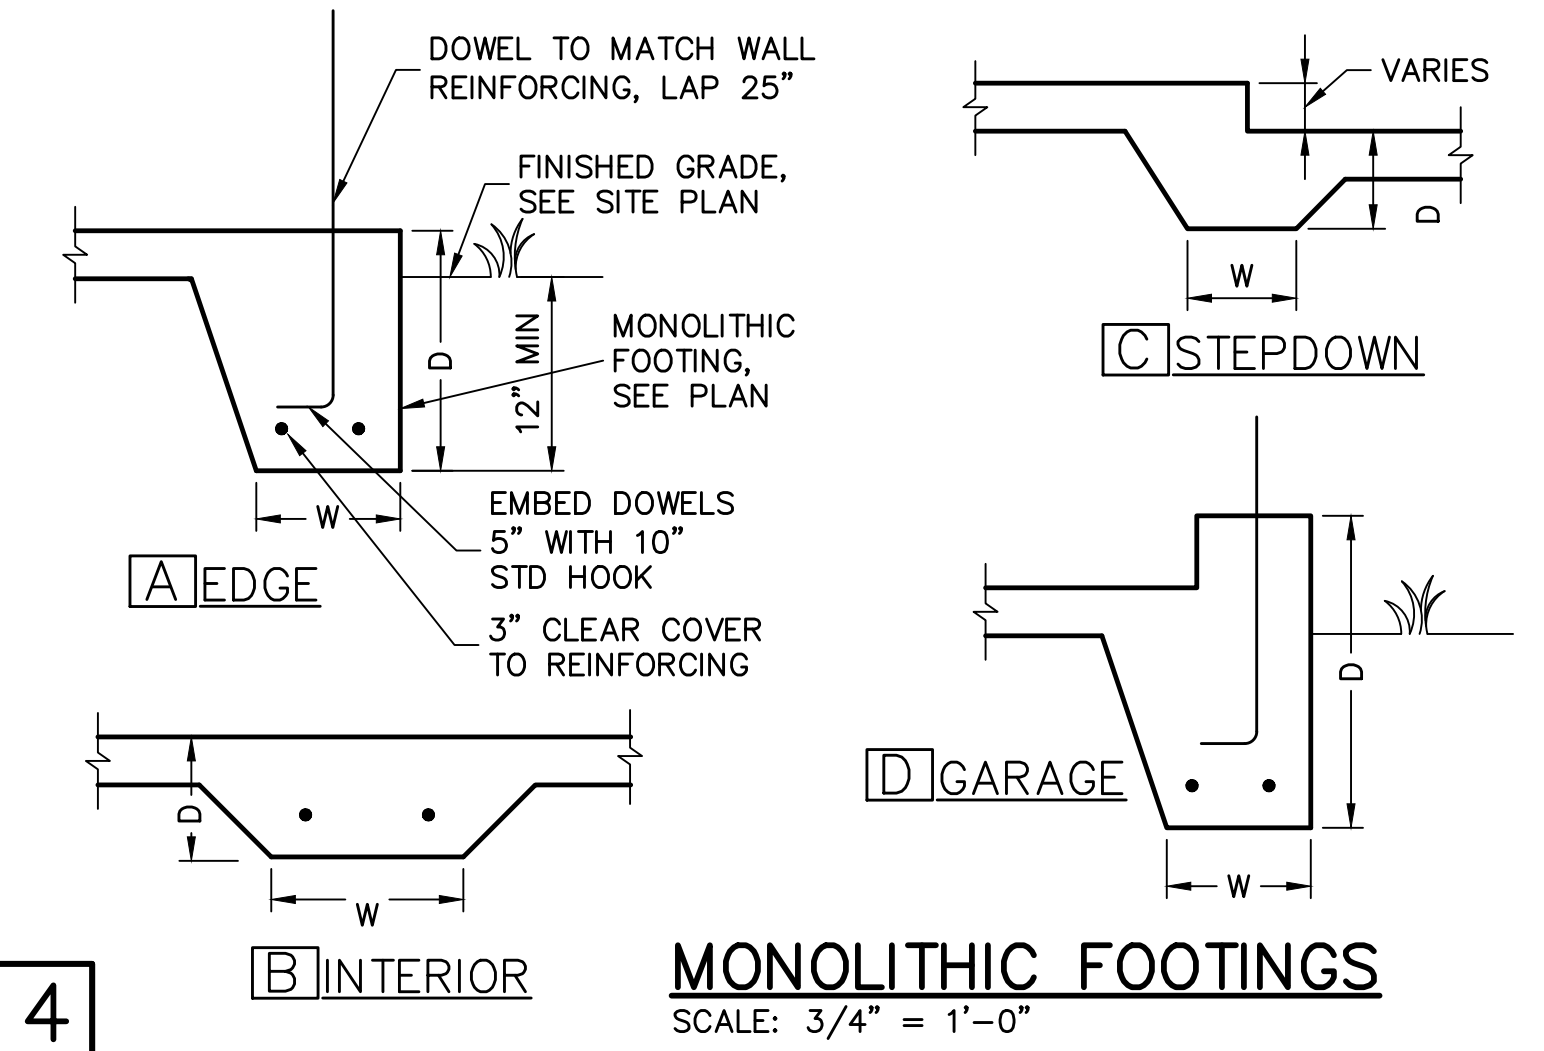 DOWEL TO MATCH WALL
REINFORCING, LAP 25”
FINISHED GRADE,
SEE SITE PLAN
D
12” MIN
MONOLITHIC
FOOTING,
SEE PLAN
W
EMBED DOWELS
5” WITH 10”
STD HOOK
3” CLEAR COVER
TO REINFORCING
A EDGE
D
W
B INTERIOR
VARIES
D
W
C STEPDOWN
D
W
D GARAGE
MONOLITHIC FOOTINGS
SCALE: 3/4” = 1’-0”
4